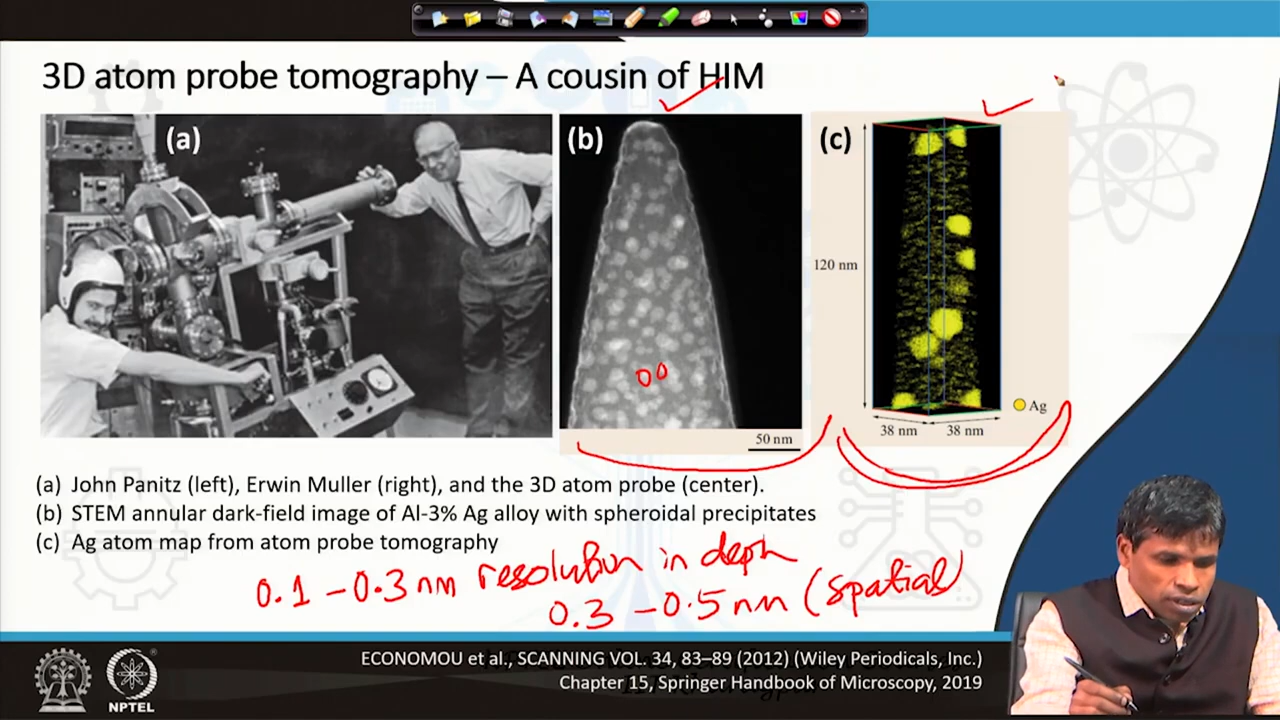 3D atom probe tomography – A cousin of HIM
(a)
(b)
(c)
120 nm
Ag
38 nm
38 nm
50 nm
(a) John Panitz (left), Erwin Muller (right), and the 3D atom probe (center).
(b) STEM annular dark-field image of Al-3% Ag alloy with spheroidal precipitates
(c) Ag atom map from atom probe tomography
0.1 – 0.3 nm resolution in depth
0.3 – 0.5 nm (spatial)
ECONOMOU et al., SCANNING VOL. 34, 83–89 (2012) (Wiley Periodicals, Inc.)
Chapter 15, Springer Handbook of Microscopy, 2019
NPTEL